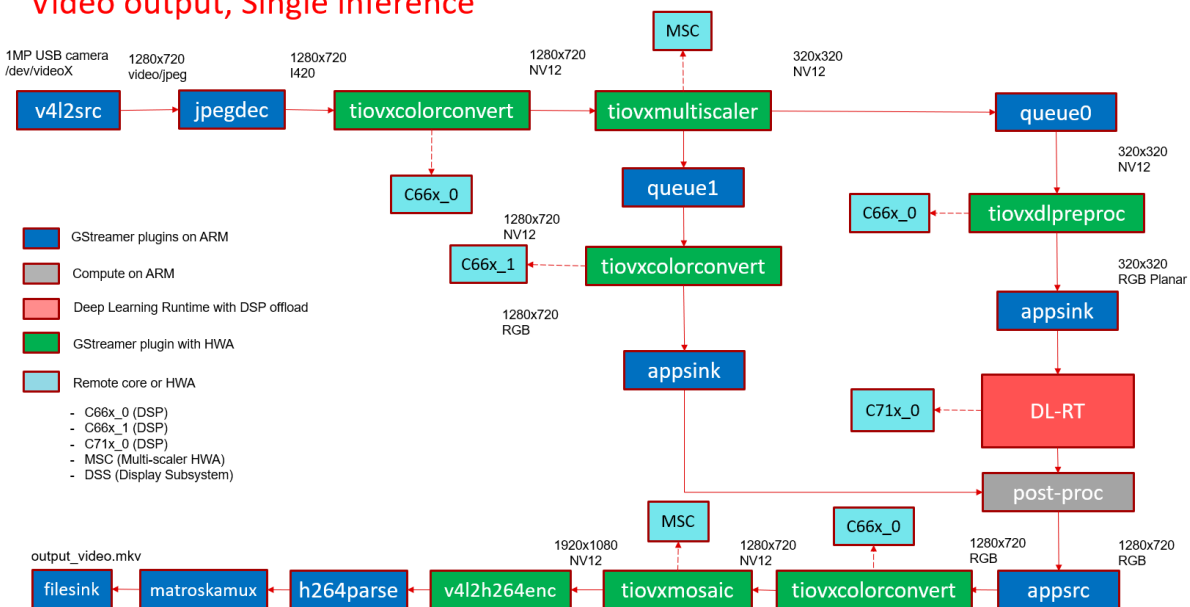 Video output, Single Inference
MSC
1MP USB camera
/dev/videoX
1280x720
video/jpeg
1280x720
I420
1280x720
NV12
320x320
NV12
v4l2src
jpegdec
tiovxcolorconvert
tiovxmultiscaler
queue0
320x320
NV12
C66x_0
queue1
C66x_0
tiovxdlpreproc
1280x720
NV12
GStreamer plugins on ARM
C66x_1
tiovxcolorconvert
320x320
RGB Planar
Compute on ARM
Deep Learning Runtime with DSP offload
1280x720
RGB
appsink
GStreamer plugin with HWA
appsink
Remote core or HWA
- C66x_0 (DSP)
- C66x_1 (DSP)
- C71x_0 (DSP)
- MSC (Multi-scaler HWA)
- DSS (Display Subsystem)
C71x_0
DL-RT
post-proc
MSC
C66x_0
output_video.mkv
1920x1080
NV12
1280x720
NV12
1280x720
RGB
1280x720
RGB
filesink
matroskamux
h264parse
v4l2h264enc
tiovxmosaic
tiovxcolorconvert
appsrc